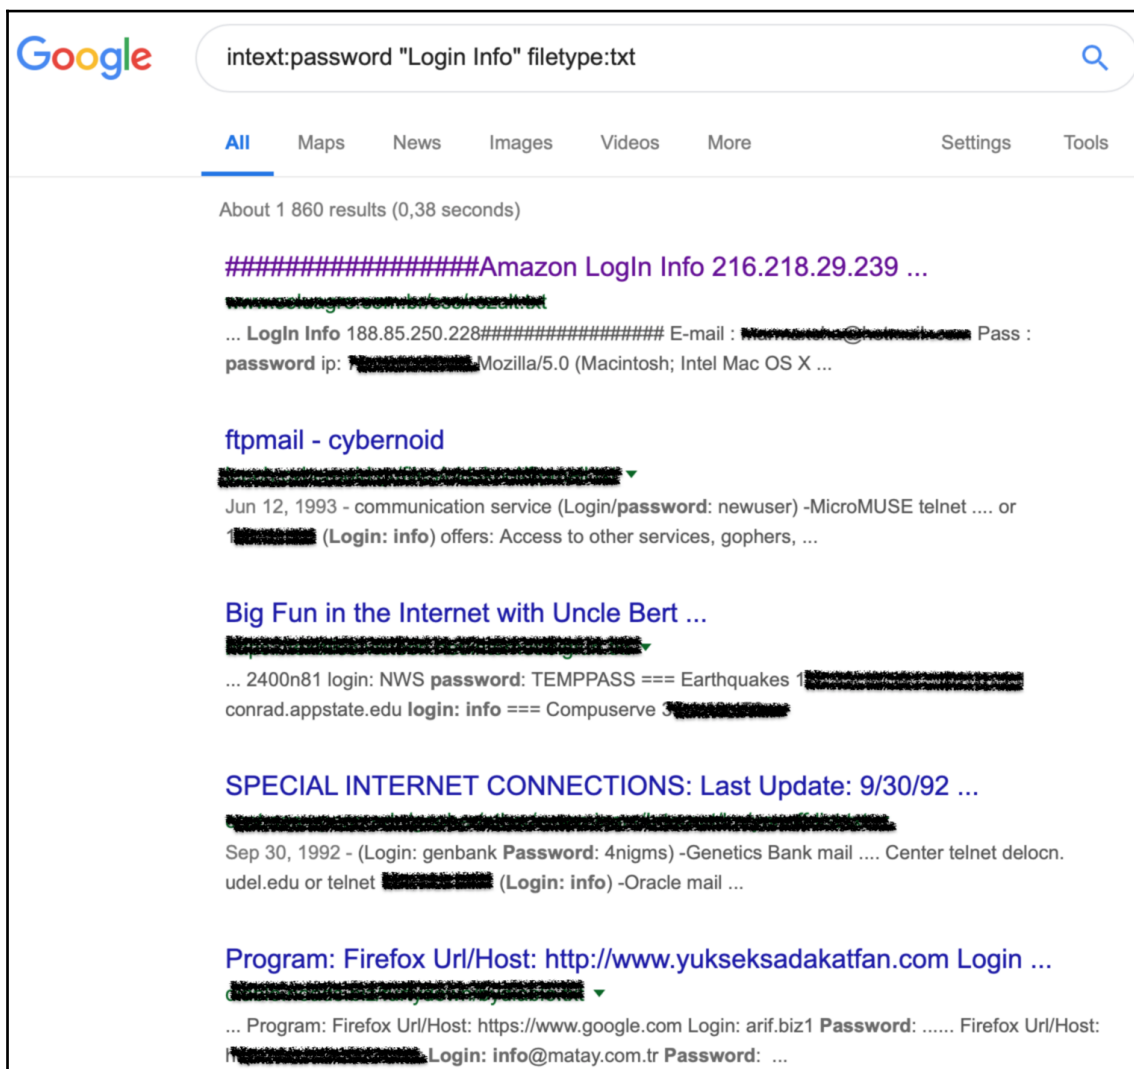 Google
intext:password "Login Info" filetype:txt
All Maps News Images Videos More Settings Tools
About 1 860 results (0,38 seconds)
#################Amazon LogIn Info 216.218.29.239 ...
... LogIn Info 188.85.250.228################# E-mail : Pass :
password ip: Mozilla/5.0 (Macintosh; Intel Mac OS X ...
ftpmail - cybernoid
Jun 12, 1993 - communication service (Login/password: newuser) -MicroMUSE telnet .... or
(Login: info) offers: Access to other services, gophers, ...
Big Fun in the Internet with Uncle Bert ...
... 2400n81 login: NWS password: TEMPPASS === Earthquakes
conrad.appstate.edu login: info === Compuserve
SPECIAL INTERNET CONNECTIONS: Last Update: 9/30/92 ...
Sep 30, 1992 - (Login: genbank Password: 4nigms) -Genetics Bank mail .... Center telnet delocn.
udel.edu or telnet (Login: info) -Oracle mail ...
Program: Firefox Url/Host: http://www.yukseksadakatfan.com Login ...
... Program: Firefox Url/Host: https://www.google.com Login: arif.biz1 Password: ...... Firefox Url/Host:
Login: info@matay.com.tr Password: ...